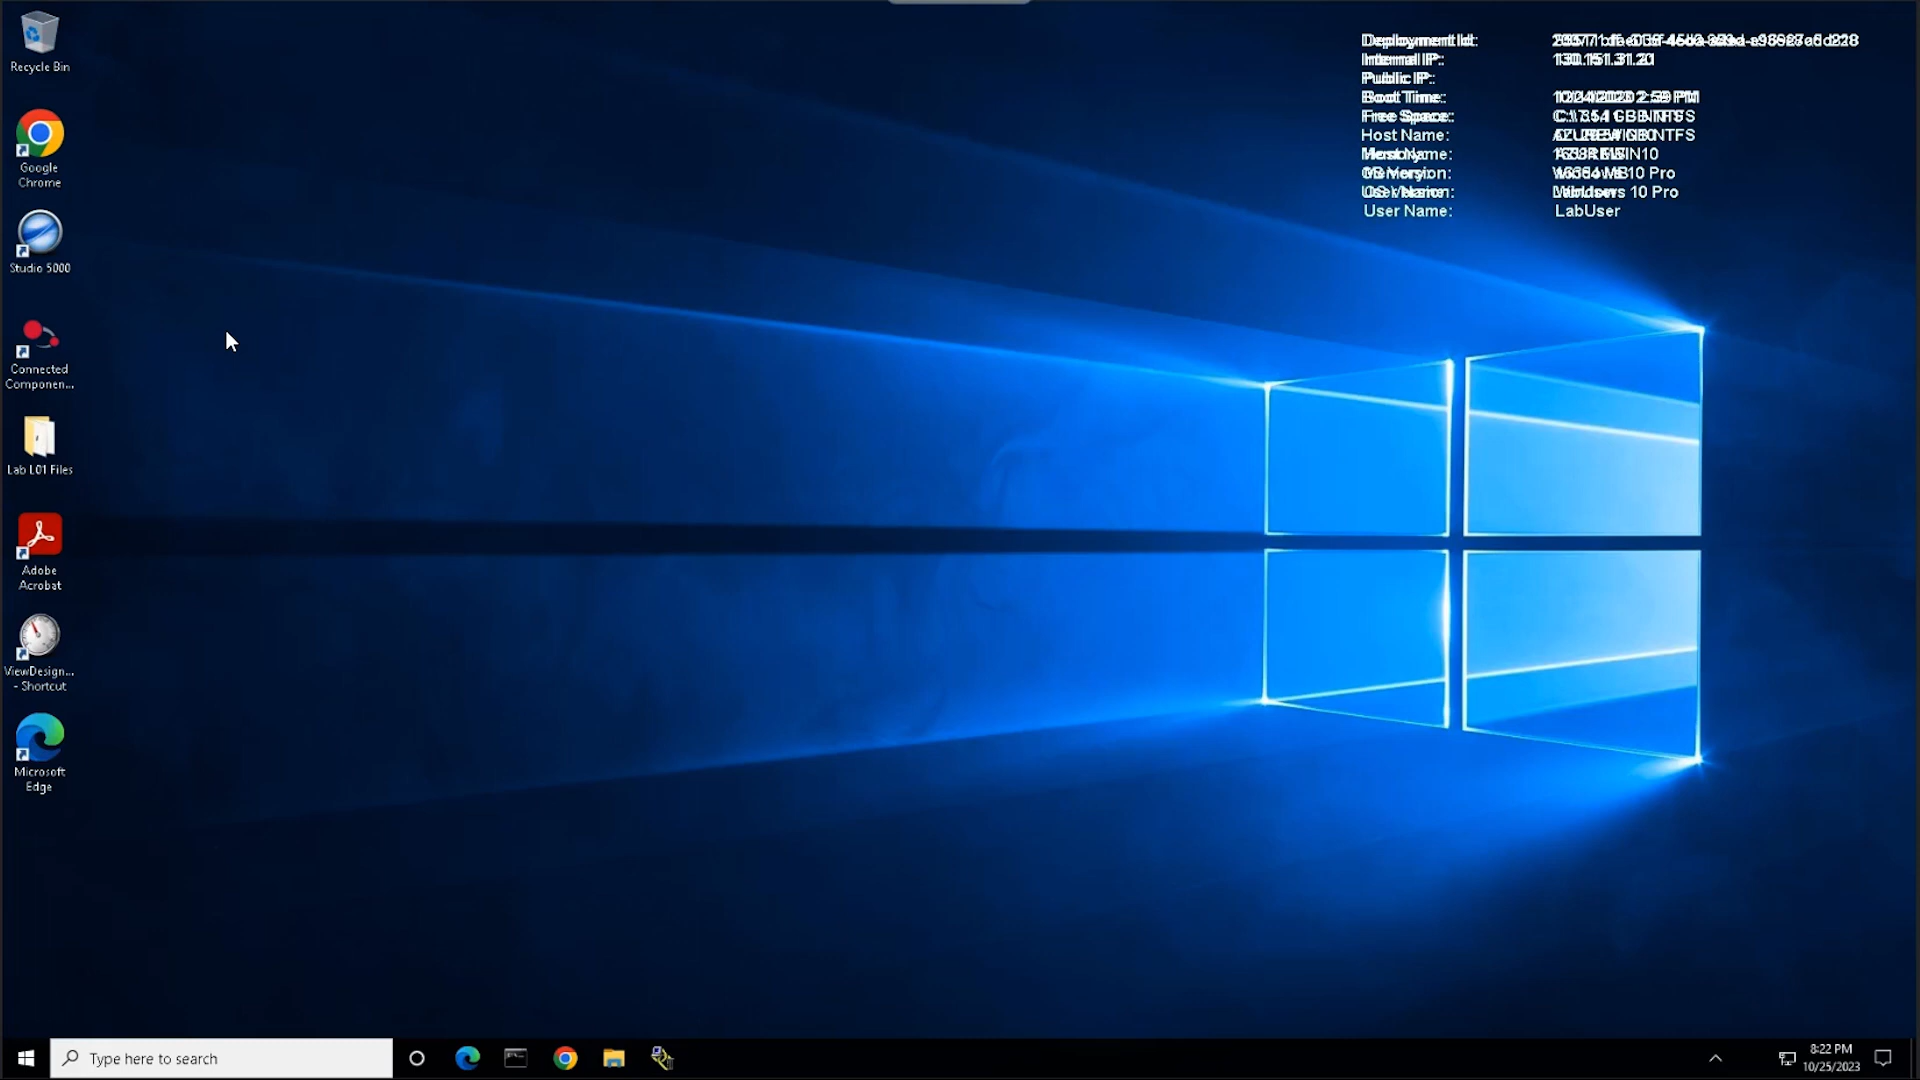 Recycle Bin
Google
Chrome
Studio 5000
Connected
Componen...
Lab L01 Files
Adobe
Acrobat
ViewDesign...
- Shortcut
Microsoft
Edge
Deployment Id:
Internal IP:
Public IP:
Boot Time:
Free Space:
Host Name:
User Name:
LabUser
Type here to search
8:22 PM
10/25/2023